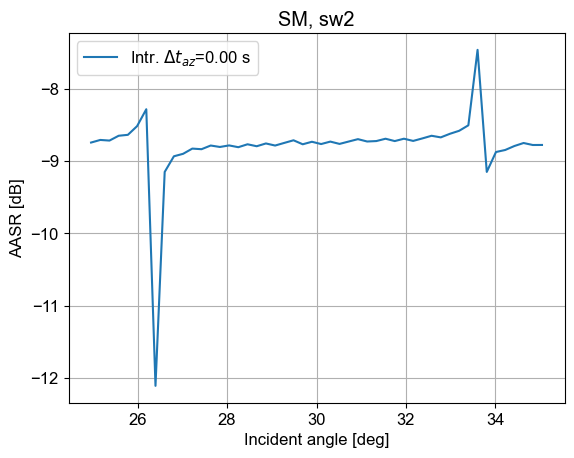 SM, sw2
Intr. Δt_az=0.00 s
−8
−9
−10
−11
−12
AASR [dB]
26 28 30 32 34
Incident angle [deg]